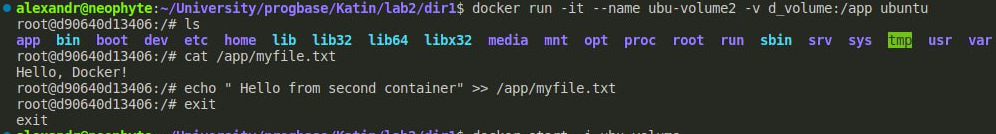 alexandr@neophyte:~/University/progbase/Katin/lab2/dir1$ docker run -it --name ubu-volume2 -v d_volume:/app ubuntu
root@d90640d13406:/# ls
app bin boot dev etc home lib lib32 lib64 libx32 media mnt opt proc root run sbin srv sys tmp usr var
root@d90640d13406:/# cat /app/myfile.txt
Hello, Docker!
root@d90640d13406:/# echo " Hello from second container" >> /app/myfile.txt
root@d90640d13406:/# exit
exit
alexandr@neophyte:~/University/progbase/Katin/lab2/dir1$ docker start -i ubu-volume